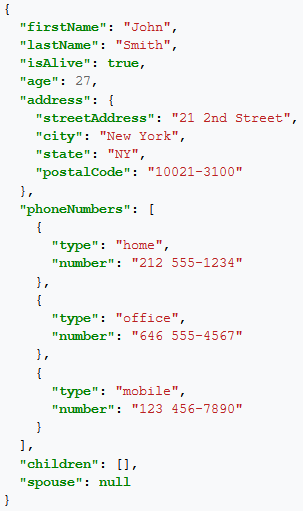 {
  "firstName": "John",
  "lastName": "Smith",
  "isAlive": true,
  "age": 27,
  "address": {
    "streetAddress": "21 2nd Street",
    "city": "New York",
    "state": "NY",
    "postalCode": "10021-3100"
  },
  "phoneNumbers": [
    {
      "type": "home",
      "number": "212 555-1234"
    },
    {
      "type": "office",
      "number": "646 555-4567"
    },
    {
      "type": "mobile",
      "number": "123 456-7890"
    }
  ],
  "children": [],
  "spouse": null
}